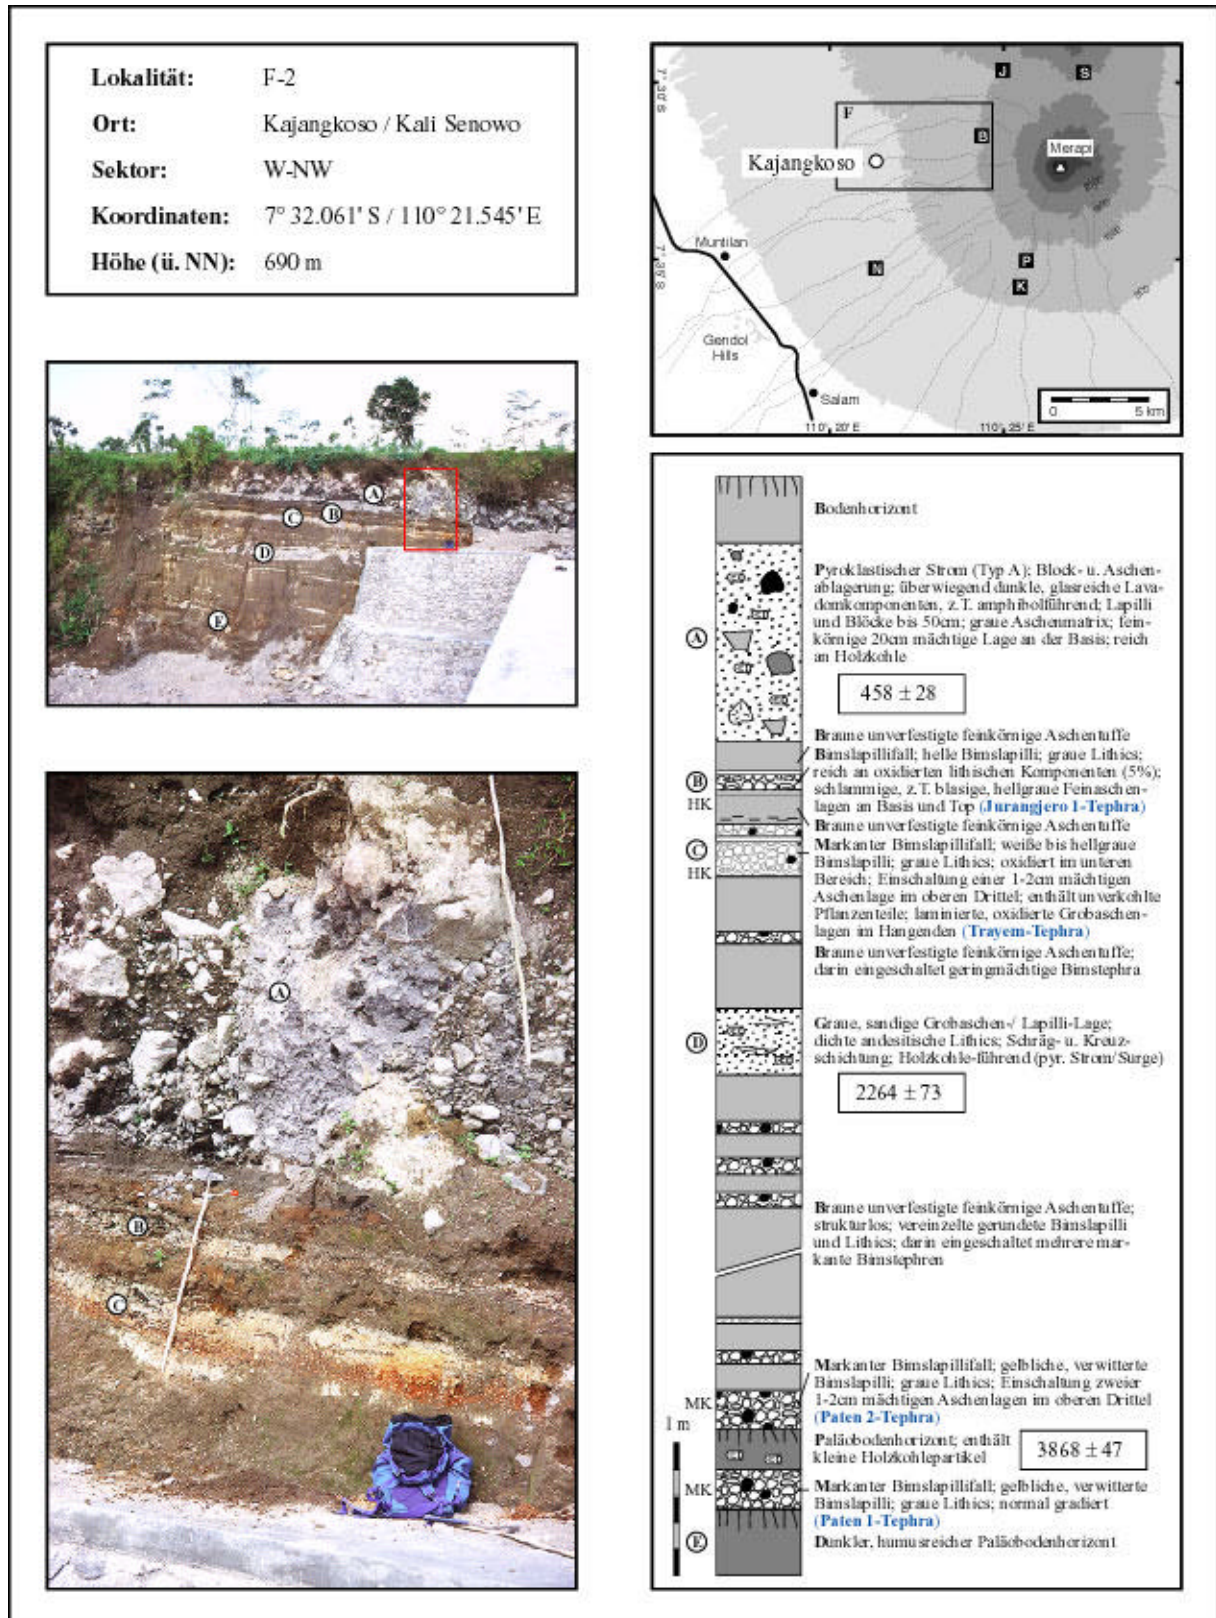 Lokalität: F-2
Ort: Kajangkoso / Kali Senowo
Sektor: W-NW
Koordinaten: 7° 32.061' S / 110° 21.545' E
Höhe (ü. NN): 690 m
7° 30' S
J
S
F
B
Merapi
Kajangkoso
Muntilan
7° 35' S
N
P
K
Gendol
Hills
Salam
0 5 km
110° 20' E
110° 25' E
A
B
C
D
E
A
B
C
Bodenhorizont
Pyroklastischer Strom (Typ A); Block- u. Aschen-
ablagerung; überwiegend dunkle, glasreiche Lava-
domkomponenten, z.T. amphibolführend; Lapilli
A
und Blöcke bis 50cm; graue Aschenmatrix; fein-
körnige 20cm mächtige Lage an der Basis; reich
an Holzkohle
458 ± 28
Braune unverfestigte feinkörnige Aschentuffe
Bimslapillifall; helle Bimslapilli; graue Lithics;
B
reich an oxidierten lithischen Komponenten (5%);
schlammige, z.T. blasige, hellgraue Feinaschen-
HK
lagen an Basis und Top (Jurangjero 1-Tephra)
Braune unverfestigte feinkörnige Aschentuffe
C
Markanter Bimslapillifall; weiße bis hellgraue
Bimslapilli; graue Lithics; oxidiert im unteren
HK
Bereich; Einschaltung einer 1-2cm mächtigen
Aschenlage im oberen Drittel; enthält unverkohlte
Pflanzenteile; laminierte, oxidierte Grobaschen-
lagen im Hangenden (Trayem-Tephra)
Braune unverfestigte feinkörnige Aschentuffe;
darin eingeschaltet geringmächtige Bimstephra
Graue, sandige Grobaschen-/ Lapilli-Lage;
D
dichte andesitische Lithics; Schräg- u. Kreuz-
schichtung; Holzkohle-führend (pyr. Strom/Surge)
2264 ± 73
Braune unverfestigte feinkörnige Aschentuffe;
strukturlos; vereinzelte gerundete Bimslapilli
und Lithics; darin eingeschaltet mehrere mar-
kante Bimstephren
Markanter Bimslapillifall; gelbliche, verwitterte
Bimslapilli; graue Lithics; Einschaltung zweier
MK
1-2cm mächtigen Aschenlagen im oberen Drittel
(Paten 2-Tephra)
1 m
Paläobodenhorizont; enthält
kleine Holzkohlepartikel
3868 ± 47
MK
Markanter Bimslapillifall; gelbliche, verwitterte
Bimslapilli; graue Lithics; normal gradiert
(Paten 1-Tephra)
E
Dunkler, humusreicher Paläobodenhorizont